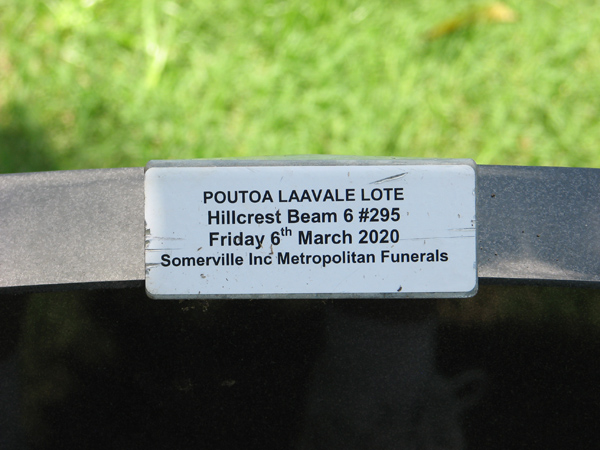 POUTOA LAAVALE LOTE
Hillcrest Beam 6 #295
Friday 6th March 2020
Somerville Inc Metropolitan Funerals